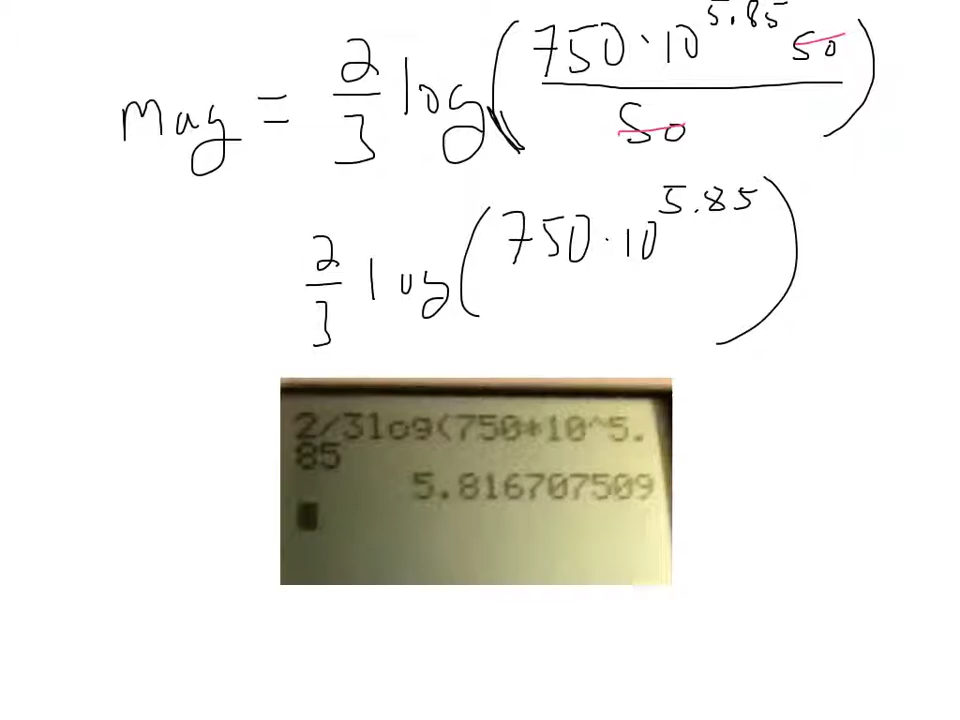 Mag = 2/3 log(750·10^5.85 50 / 50)
2/3 log(750·10^5.85)
2/3log(750*10^5.
85
5.816707509